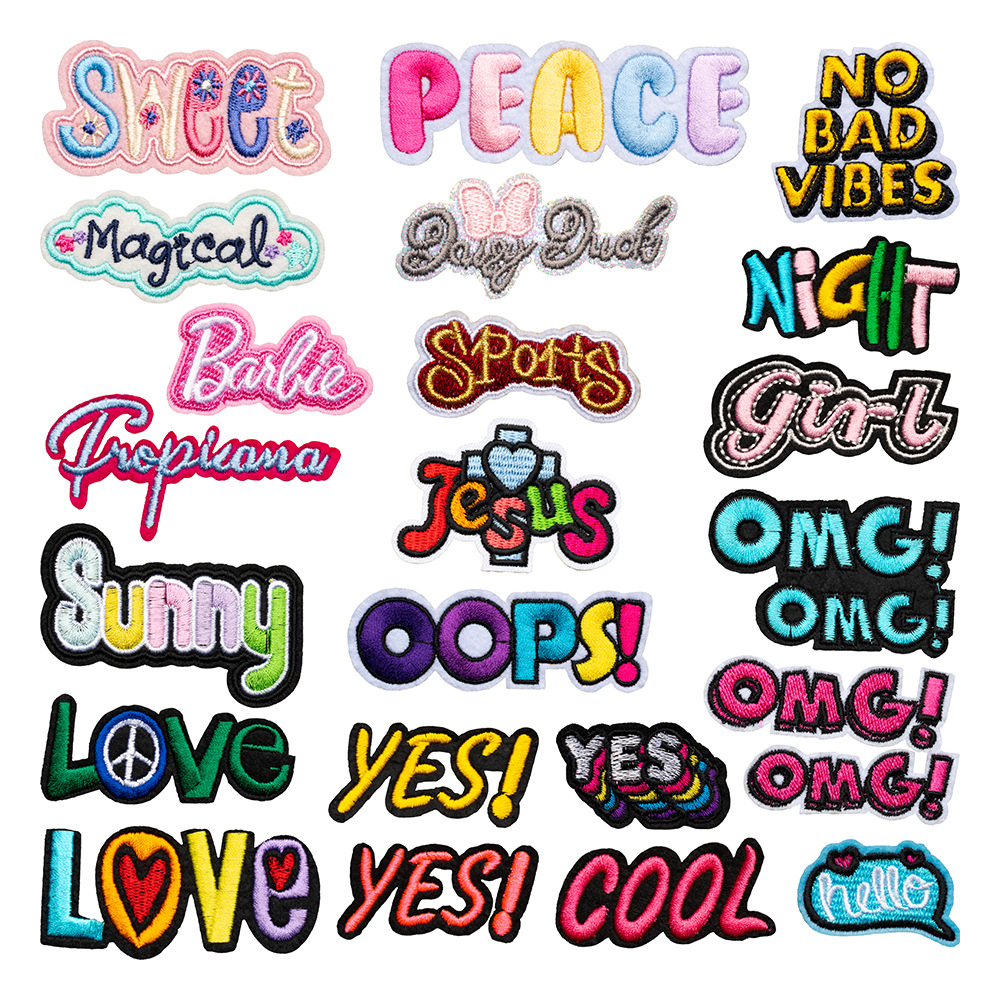 Sweet
PEACE
NO
BAD
VIBES
Magical
Daisy Duck
NiGHT
Barbie
SPORTS
girl
Tropikana
Jesus
OMG!
OMG!
Sunny
OOPS!
OMG!
OMG!
LOVe
YES!
YES
LOVe
YES!
COOL
hello